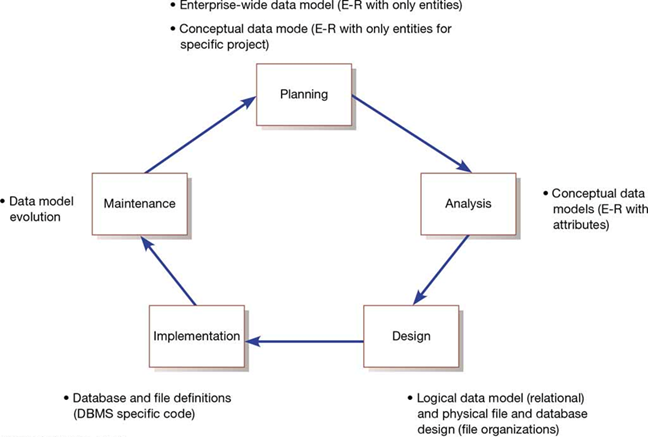 • Enterprise-wide data model (E-R with only entities)
• Conceptual data mode (E-R with only entities for
specific project)
Planning
• Data model
evolution
Maintenance
Analysis
• Conceptual data
models (E-R with
attributes)
Implementation
Design
• Database and file definitions
(DBMS specific code)
• Logical data model (relational)
and physical file and database
design (file organizations)